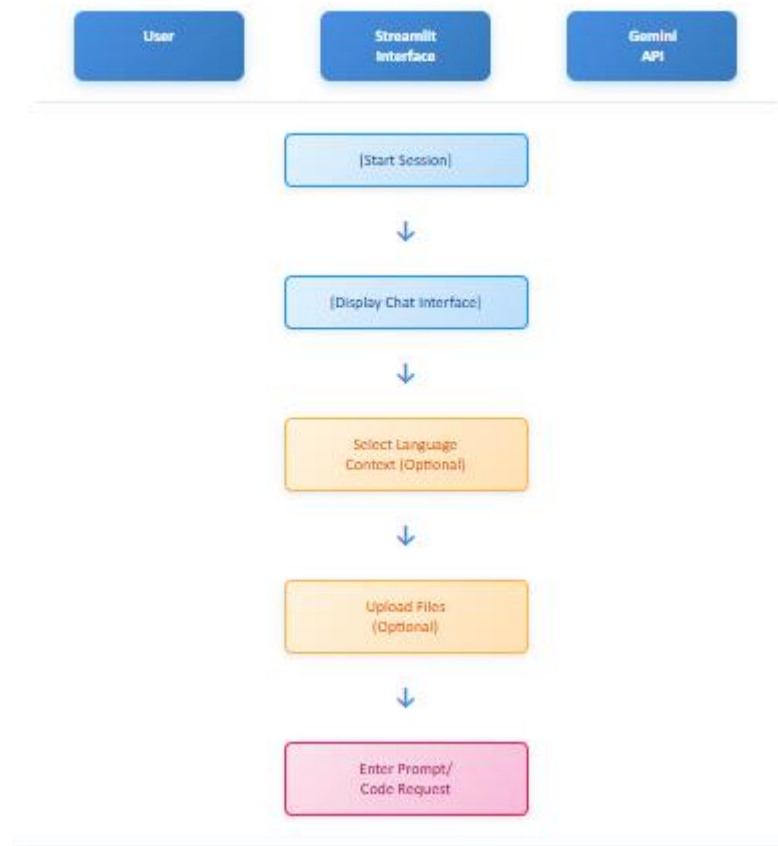 User
Streamlit
Interface
Gemini
API
[Start Session]
[Display Chat Interface]
Select Language
Context (Optional)
Upload Files
(Optional)
Enter Prompt/
Code Request